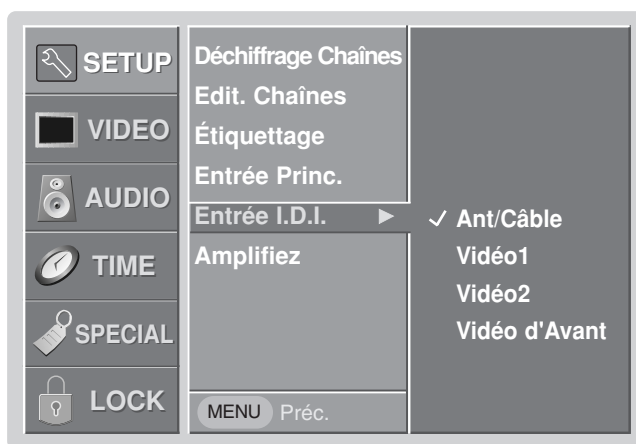 SETUP
VIDEO
AUDIO
TIME
SPECIAL
LOCK
Déchiffrage Chaînes
Edit. Chaînes
Étiquettage
Entrée Princ.
Entrée I.D.I. ►
Amplifiez
MENU Préc.
✓ Ant/Câble
Vidéo1
Vidéo2
Vidéo d'Avant